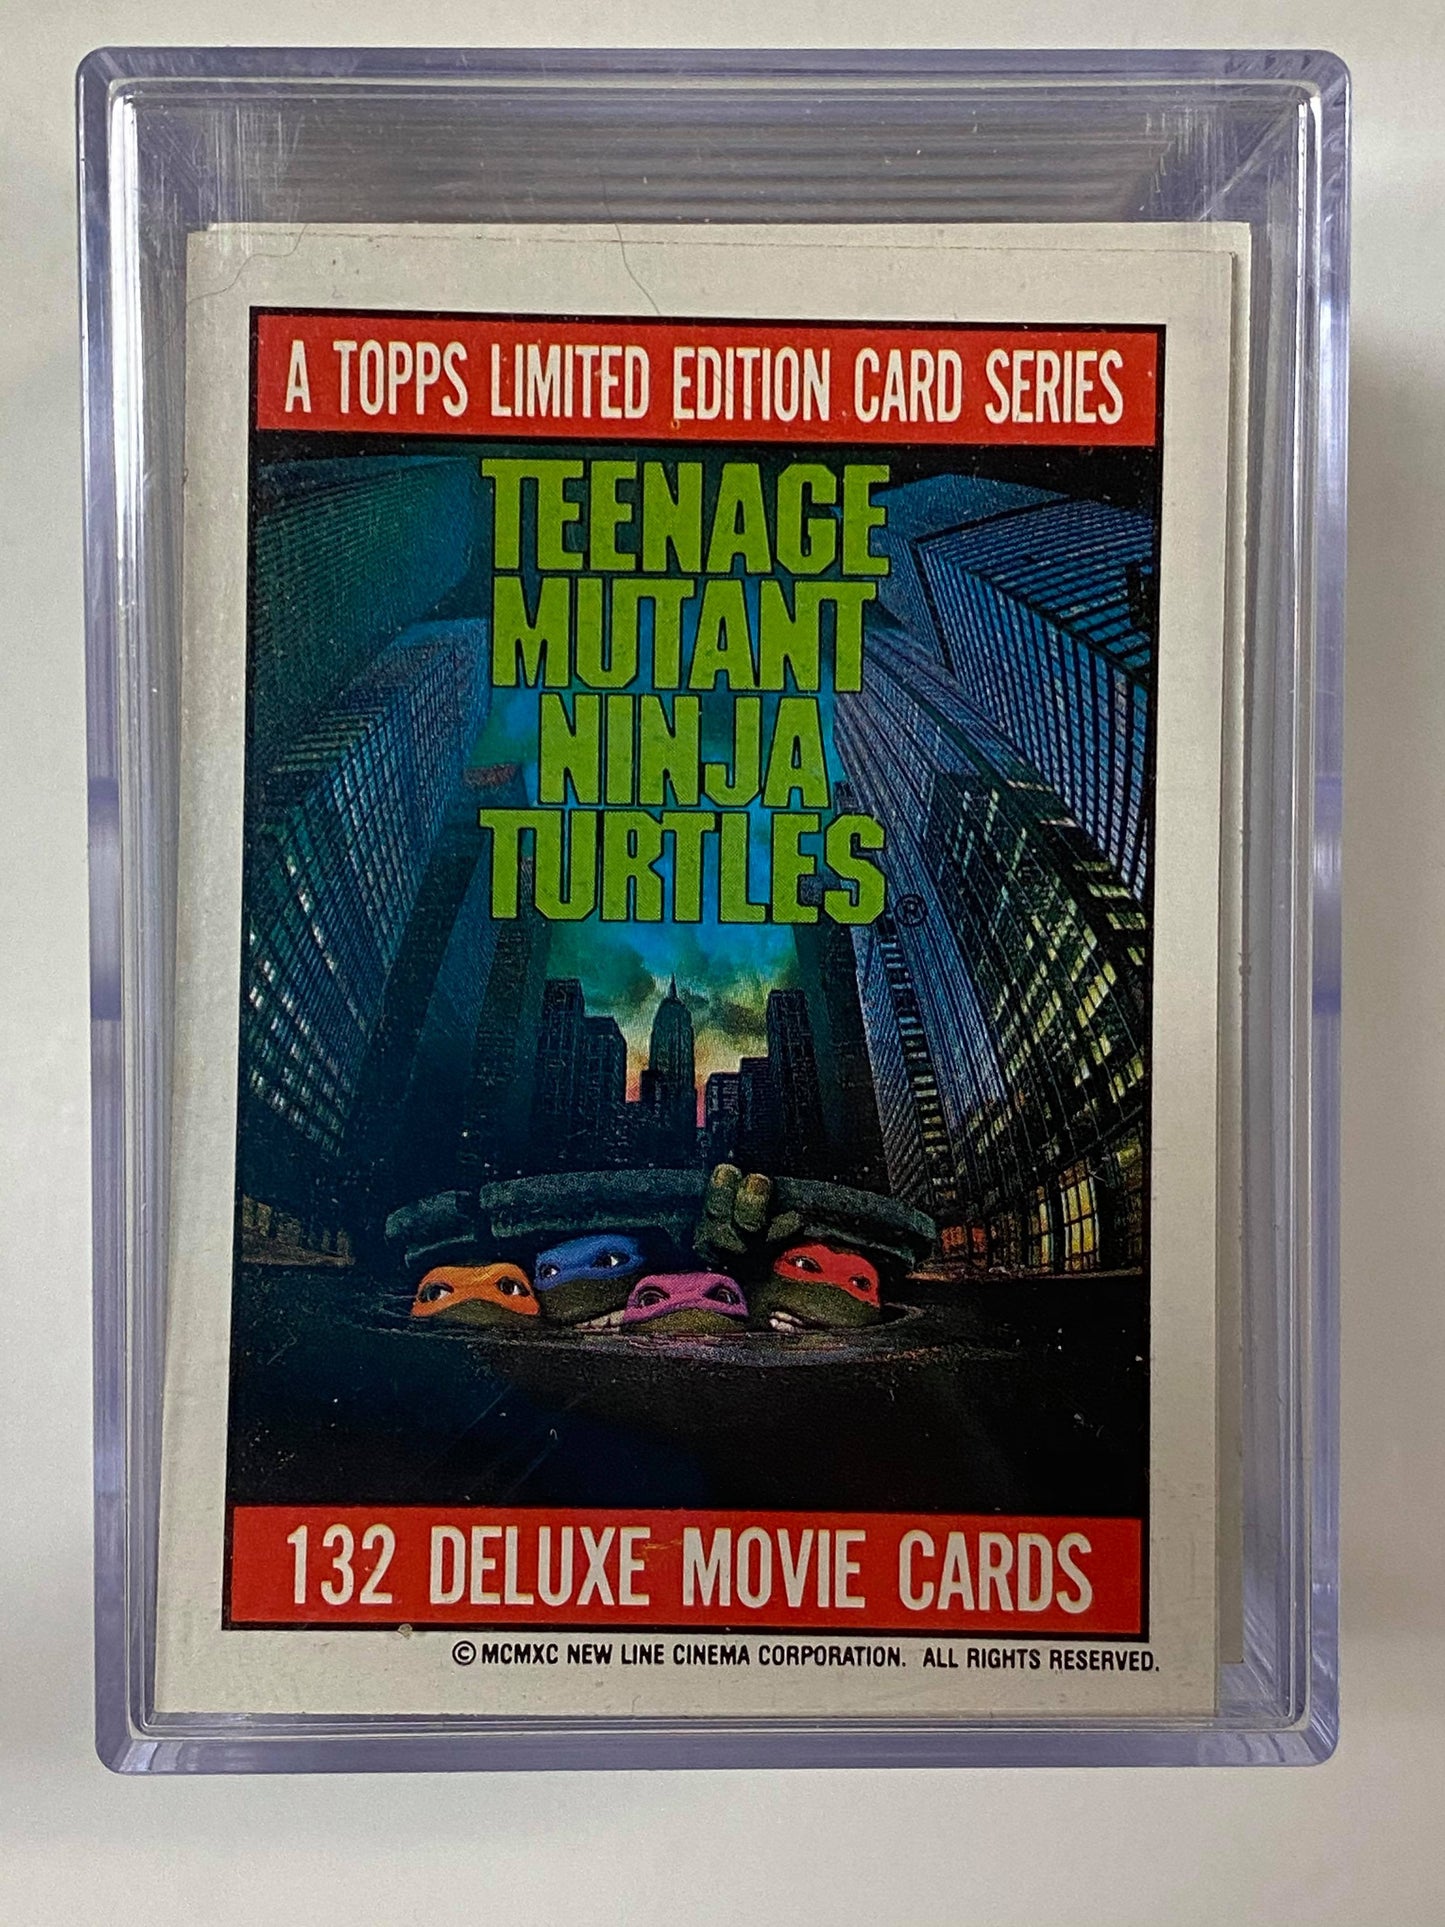 A TOPPS LIMITED EDITION CARD SERIES
TEENAGE
MUTANT
NINJA
TURTLES®
132 DELUXE MOVIE CARDS
© MCMXC NEW LINE CINEMA CORPORATION. ALL RIGHTS RESERVED.